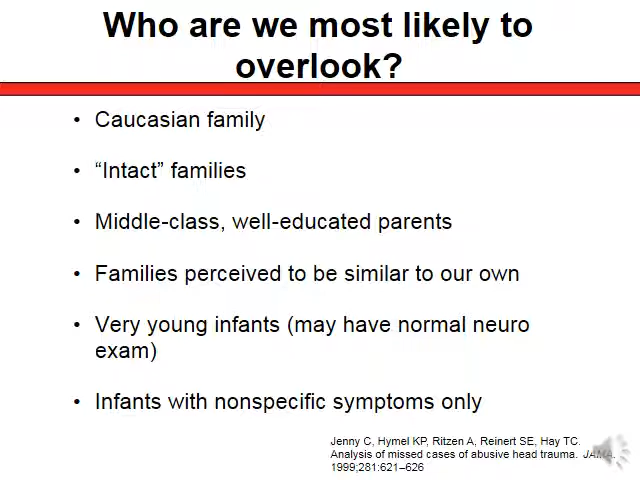 Who are we most likely to
overlook?
• Caucasian family
• “Intact” families
• Middle-class, well-educated parents
• Families perceived to be similar to our own
• Very young infants (may have normal neuro
exam)
• Infants with nonspecific symptoms only
Jenny C, Hymel KP, Ritzen A, Reinert SE, Hay TC.
Analysis of missed cases of abusive head trauma. JAMA.
1999;281:621–626